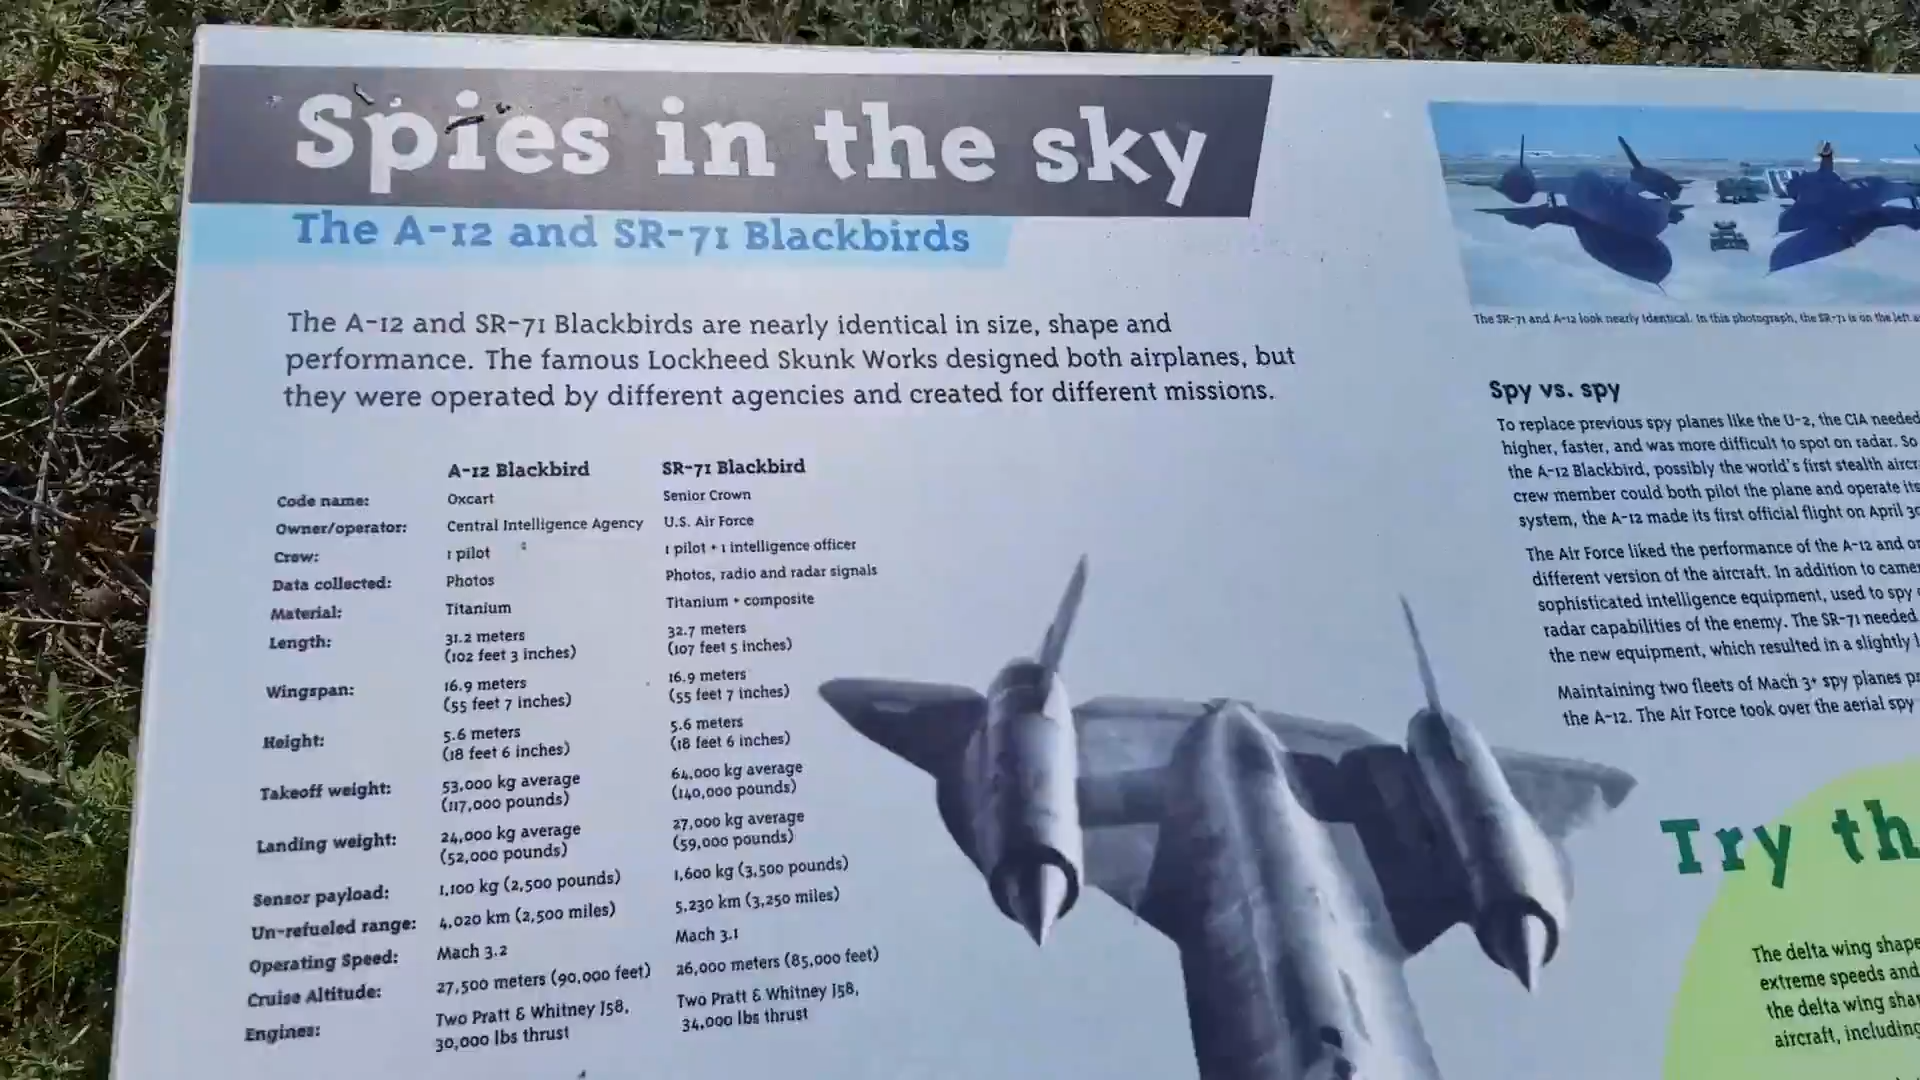 Spies in the sky
The A-12 and SR-71 Blackbirds
The A-12 and SR-71 Blackbirds are nearly identical in size, shape and
performance. The famous Lockheed Skunk Works designed both airplanes, but
they were operated by different agencies and created for different missions.
A-12 Blackbird SR-71 Blackbird
Code name: Oxcart Senior Crown
Owner/operator: Central Intelligence Agency U.S. Air Force
Crew: 1 pilot 1 pilot + 1 intelligence officer
Data collected: Photos Photos, radio and radar signals
Material: Titanium Titanium + composite
Length: 31.2 meters 32.7 meters
(102 feet 3 inches) (107 feet 5 inches)
Wingspan: 16.9 meters 16.9 meters
(55 feet 7 inches) (55 feet 7 inches)
Height: 5.6 meters 5.6 meters
(18 feet 6 inches) (18 feet 6 inches)
Takeoff weight: 53,000 kg average 64,000 kg average
(117,000 pounds) (140,000 pounds)
Landing weight: 24,000 kg average 27,000 kg average
(52,000 pounds) (59,000 pounds)
Sensor payload: 1,100 kg (2,500 pounds) 1,600 kg (3,500 pounds)
Un-refueled range: 4,020 km (2,500 miles) 5,230 km (3,250 miles)
Operating Speed: Mach 3.2 Mach 3.1
Cruise Altitude: 27,500 meters (90,000 feet) 26,000 meters (85,000 feet)
Engines: Two Pratt & Whitney J58, Two Pratt & Whitney J58,
30,000 lbs thrust 34,000 lbs thrust
The SR-71 and A-12 look nearly identical. In this photograph, the SR-71 is on the left
Spy vs. spy
To replace previous spy planes like the U-2, the CIA needed
higher, faster, and was more difficult to spot on radar. So
the A-12 Blackbird, possibly the world's first stealth aircr
crew member could both pilot the plane and operate its
system, the A-12 made its first official flight on April 30
The Air Force liked the performance of the A-12 and or
different version of the aircraft. In addition to camer
sophisticated intelligence equipment, used to spy
radar capabilities of the enemy. The SR-71 needed
the new equipment, which resulted in a slightly l
Maintaining two fleets of Mach 3+ spy planes pr
the A-12. The Air Force took over the aerial spy
Try th
The delta wing shape
extreme speeds and
the delta wing shap
aircraft, including